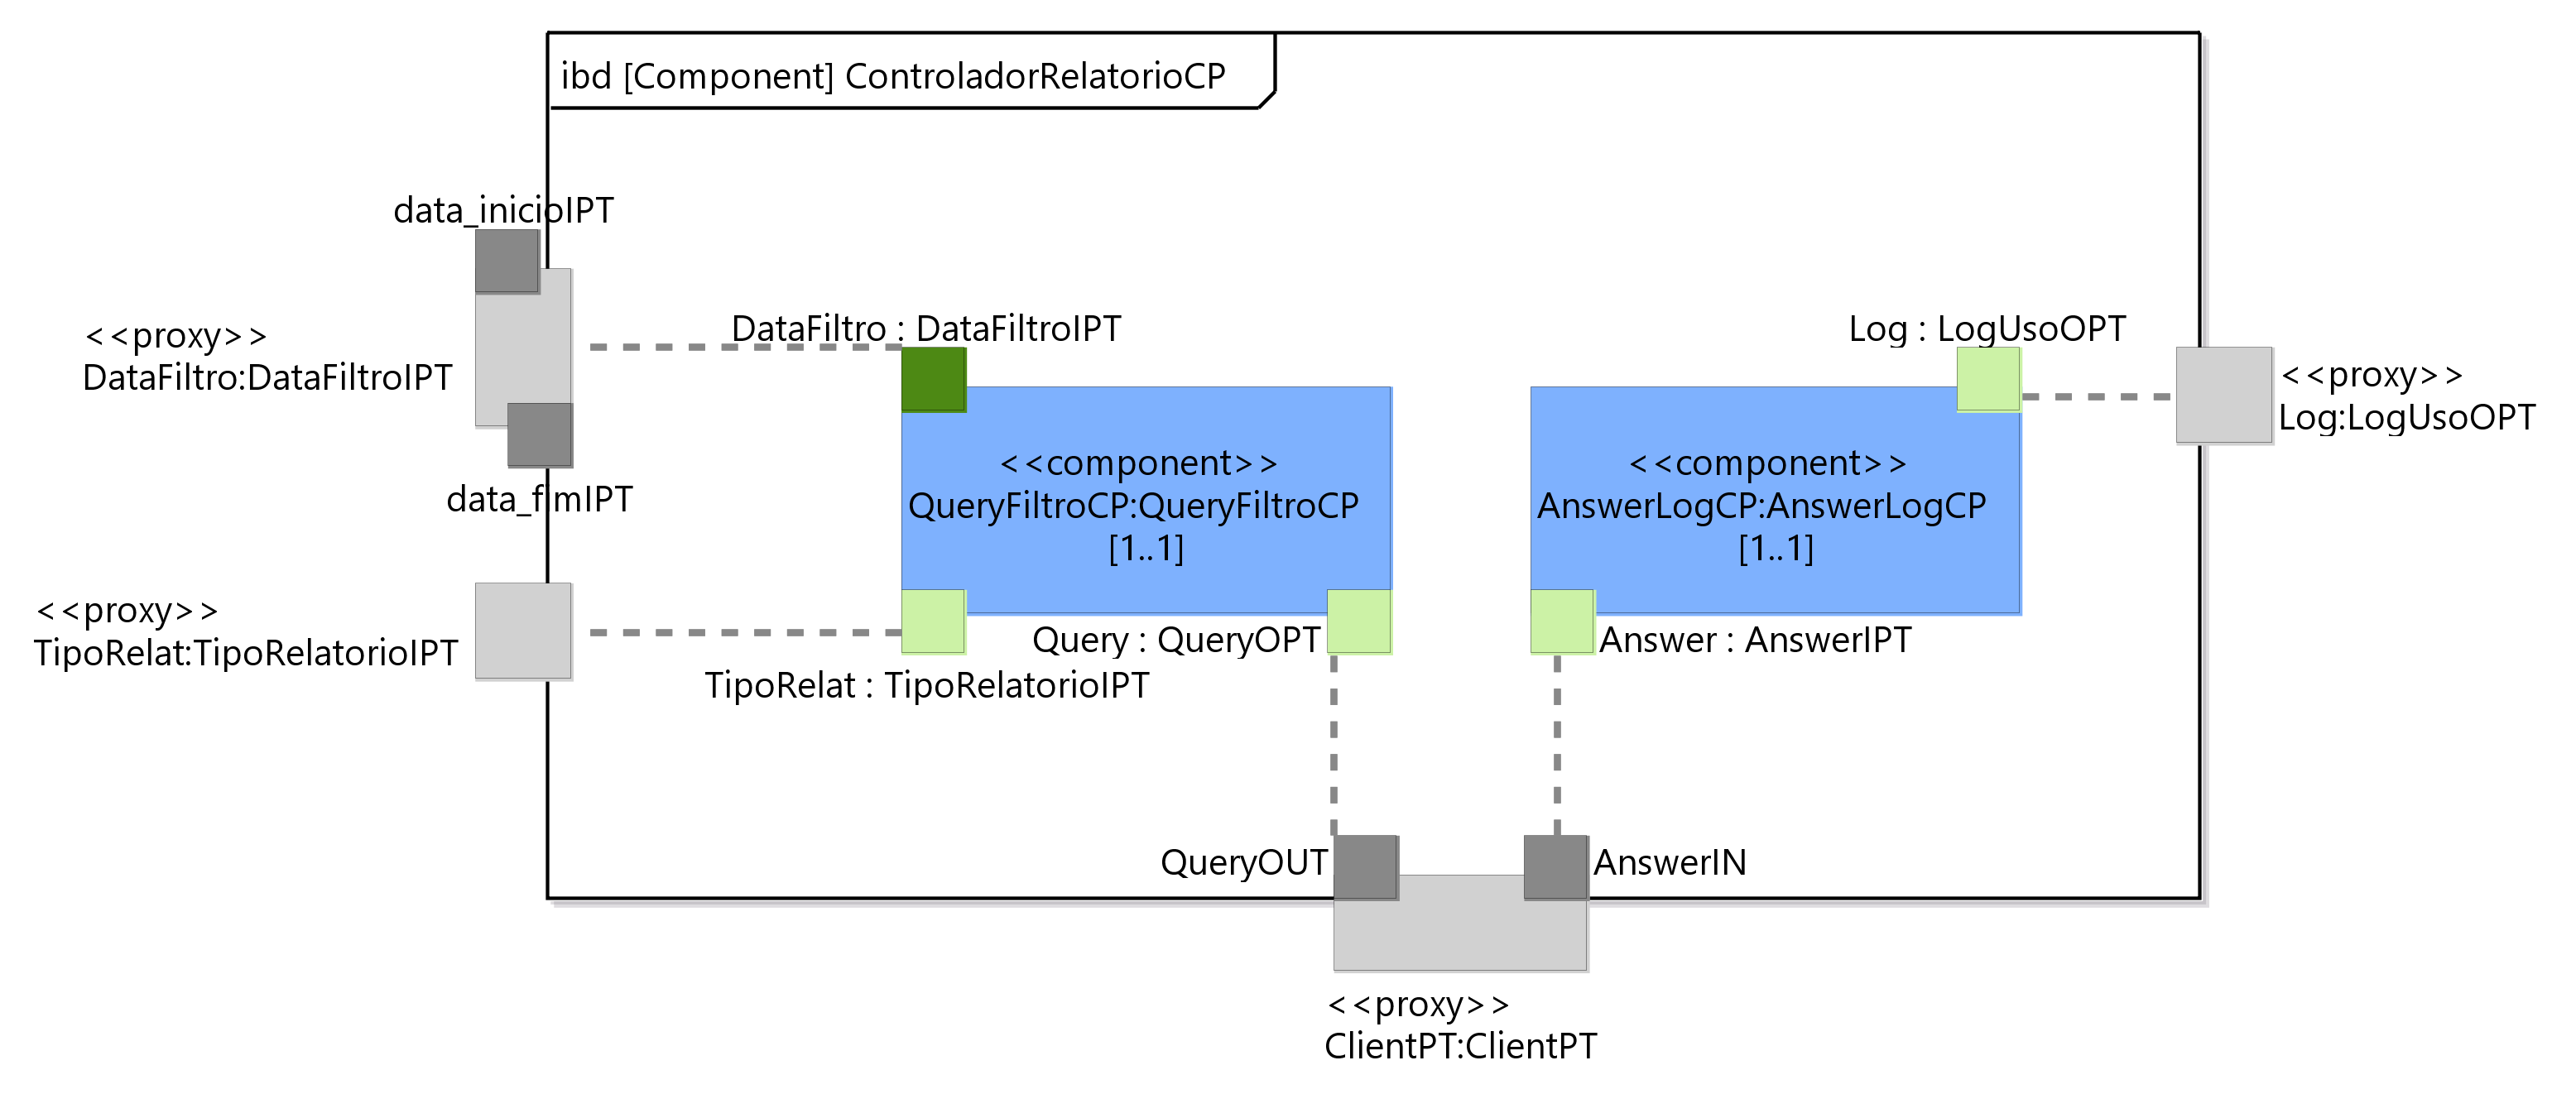 ibd [Component] ControladorRelatorioCP
data_inicioIPT
<<proxy>>
DataFiltro:DataFiltroIPT
data_fimIPT
DataFiltro : DataFiltroIPT
Log : LogUsoOPT
<<proxy>>
Log:LogUsoOPT
<<component>>
QueryFiltroCP:QueryFiltroCP
[1..1]
<<component>>
AnswerLogCP:AnswerLogCP
[1..1]
<<proxy>>
TipoRelat:TipoRelatorioIPT
TipoRelat : TipoRelatorioIPT
Query : QueryOPT
Answer : AnswerIPT
QueryOUT
AnswerIN
<<proxy>>
ClientPT:ClientPT